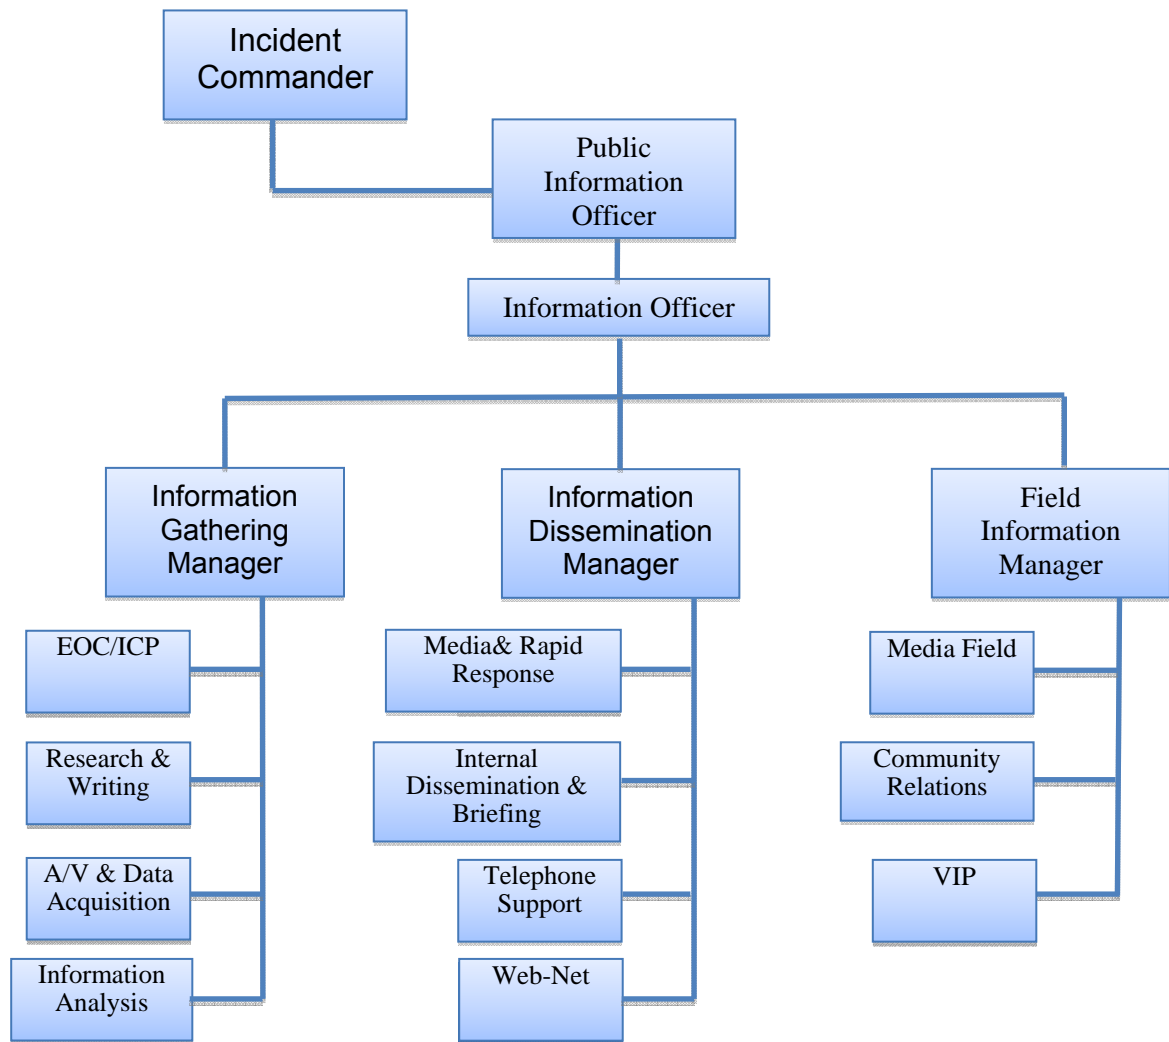 Incident
Commander
Public
Information
Officer
Information Officer
Information
Gathering
Manager
Information
Dissemination
Manager
Field
Information
Manager
EOC/ICP
Research &
Writing
A/V & Data
Acquisition
Information
Analysis
Media& Rapid
Response
Internal
Dissemination &
Briefing
Telephone
Support
Web-Net
Media Field
Community
Relations
VIP